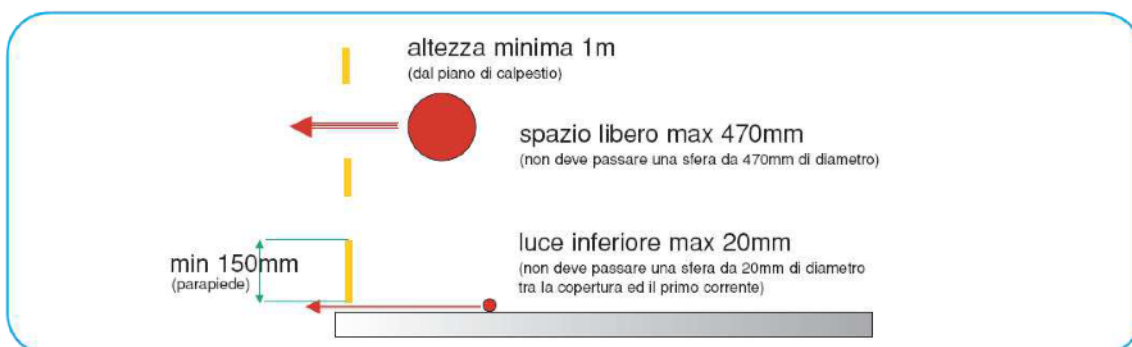 altezza minima 1m
(dal piano di calpestio)
spazio libero max 470mm
(non deve passare una sfera da 470mm di diametro)
luce inferiore max 20mm
min 150mm
(non deve passare una sfera da 20mm di diametro
(parapiede)
tra la copertura ed il primo corrente)